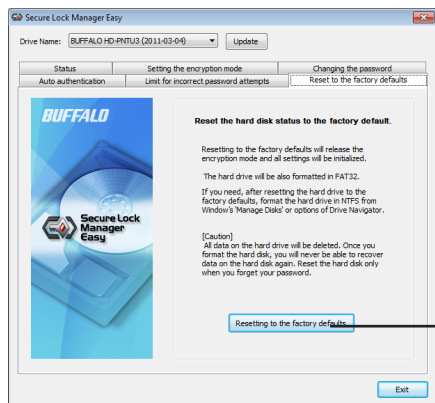 Secure Lock Manager Easy
Drive Name: BUFFALO HD-PNTU3 (2011-03-04) Update
Status Setting the encryption mode Changing the password
Auto authentication Limit for incorrect password attempts Reset to the factory defaults
BUFFALO
Secure Lock
Manager
Easy
Reset the hard disk status to the factory default.
Resetting to the factory defaults will release the
encryption mode and all settings will be initialized.
The hard drive will be also formatted in FAT32.
If you need, after resetting the hard drive to the
factory defaults, format the hard drive in NTFS from
Window's 'Manage Disks' or options of Drive Navigator.
[Caution]
All data on the hard drive will be deleted. Once you
format the hard disk, you will never be able to recover
data on the hard disk again. Reset the hard disk only
when you forget your password.
Resetting to the factory defaults
Exit